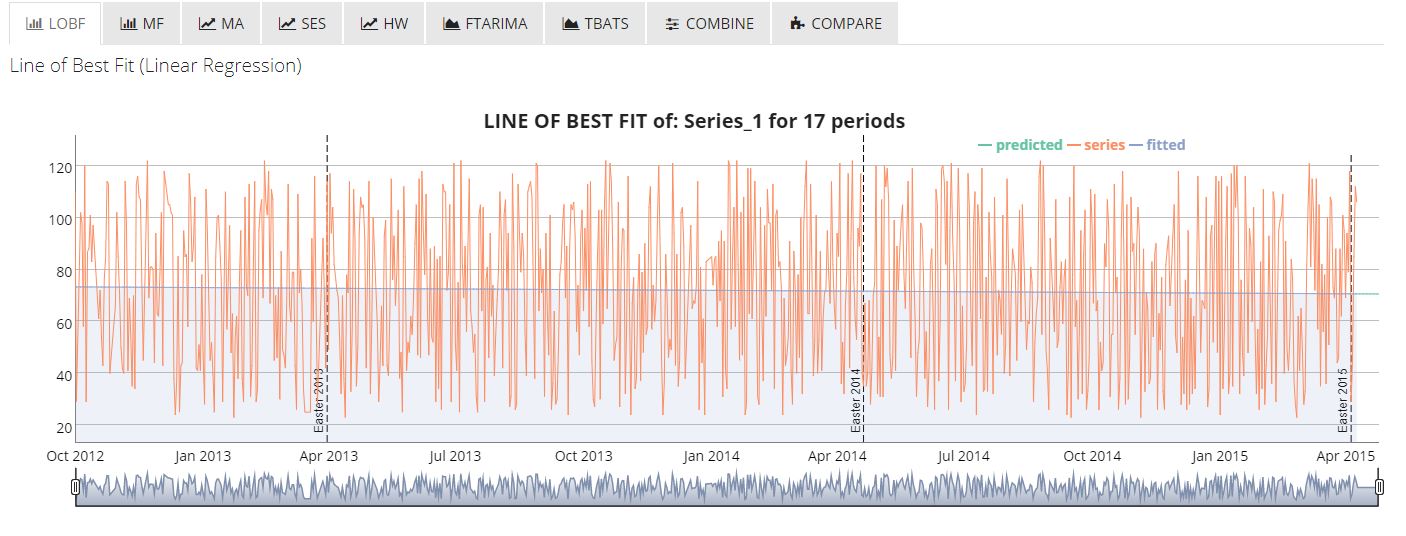 LOBF MF MA SES HW FTARIMA TBATS COMBINE COMPARE
Line of Best Fit (Linear Regression)
LINE OF BEST FIT of: Series_1 for 17 periods
predicted series fitted
120
100
80
60
40
20
Easter 2013
Easter 2014
Easter 2015
Oct 2012 Jan 2013 Apr 2013 Jul 2013 Oct 2013 Jan 2014 Apr 2014 Jul 2014 Oct 2014 Jan 2015 Apr 2015